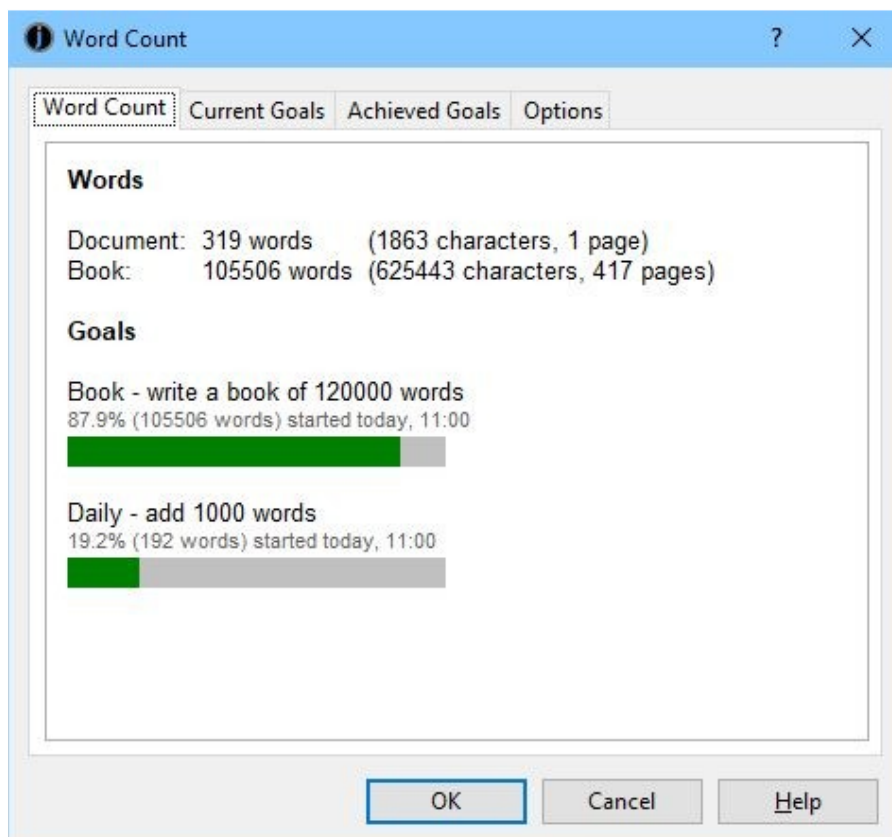 Word Count ?
Word Count Current Goals Achieved Goals Options
Words
Document: 319 words (1863 characters, 1 page)
Book: 105506 words (625443 characters, 417 pages)
Goals
Book - write a book of 120000 words
87.9% (105506 words) started today, 11:00
Daily - add 1000 words
19.2% (192 words) started today, 11:00
OK Cancel Help